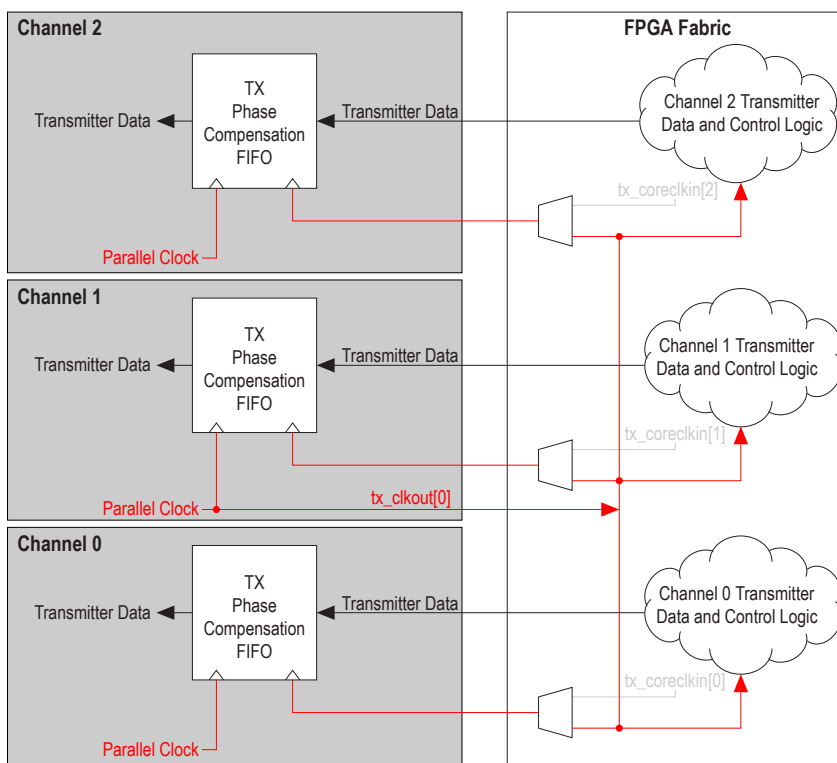 Channel 2
FPGA Fabric
TX
Phase
Compensation
FIFO
Transmitter Data
Transmitter Data
Channel 2 Transmitter
Data and Control Logic
tx_coreclkin[2]
Parallel Clock
Channel 1
TX
Phase
Compensation
FIFO
Transmitter Data
Transmitter Data
Channel 1 Transmitter
Data and Control Logic
tx_coreclkin[1]
Parallel Clock
tx_clkout[0]
Channel 0
TX
Phase
Compensation
FIFO
Transmitter Data
Transmitter Data
Channel 0 Transmitter
Data and Control Logic
tx_coreclkin[0]
Parallel Clock